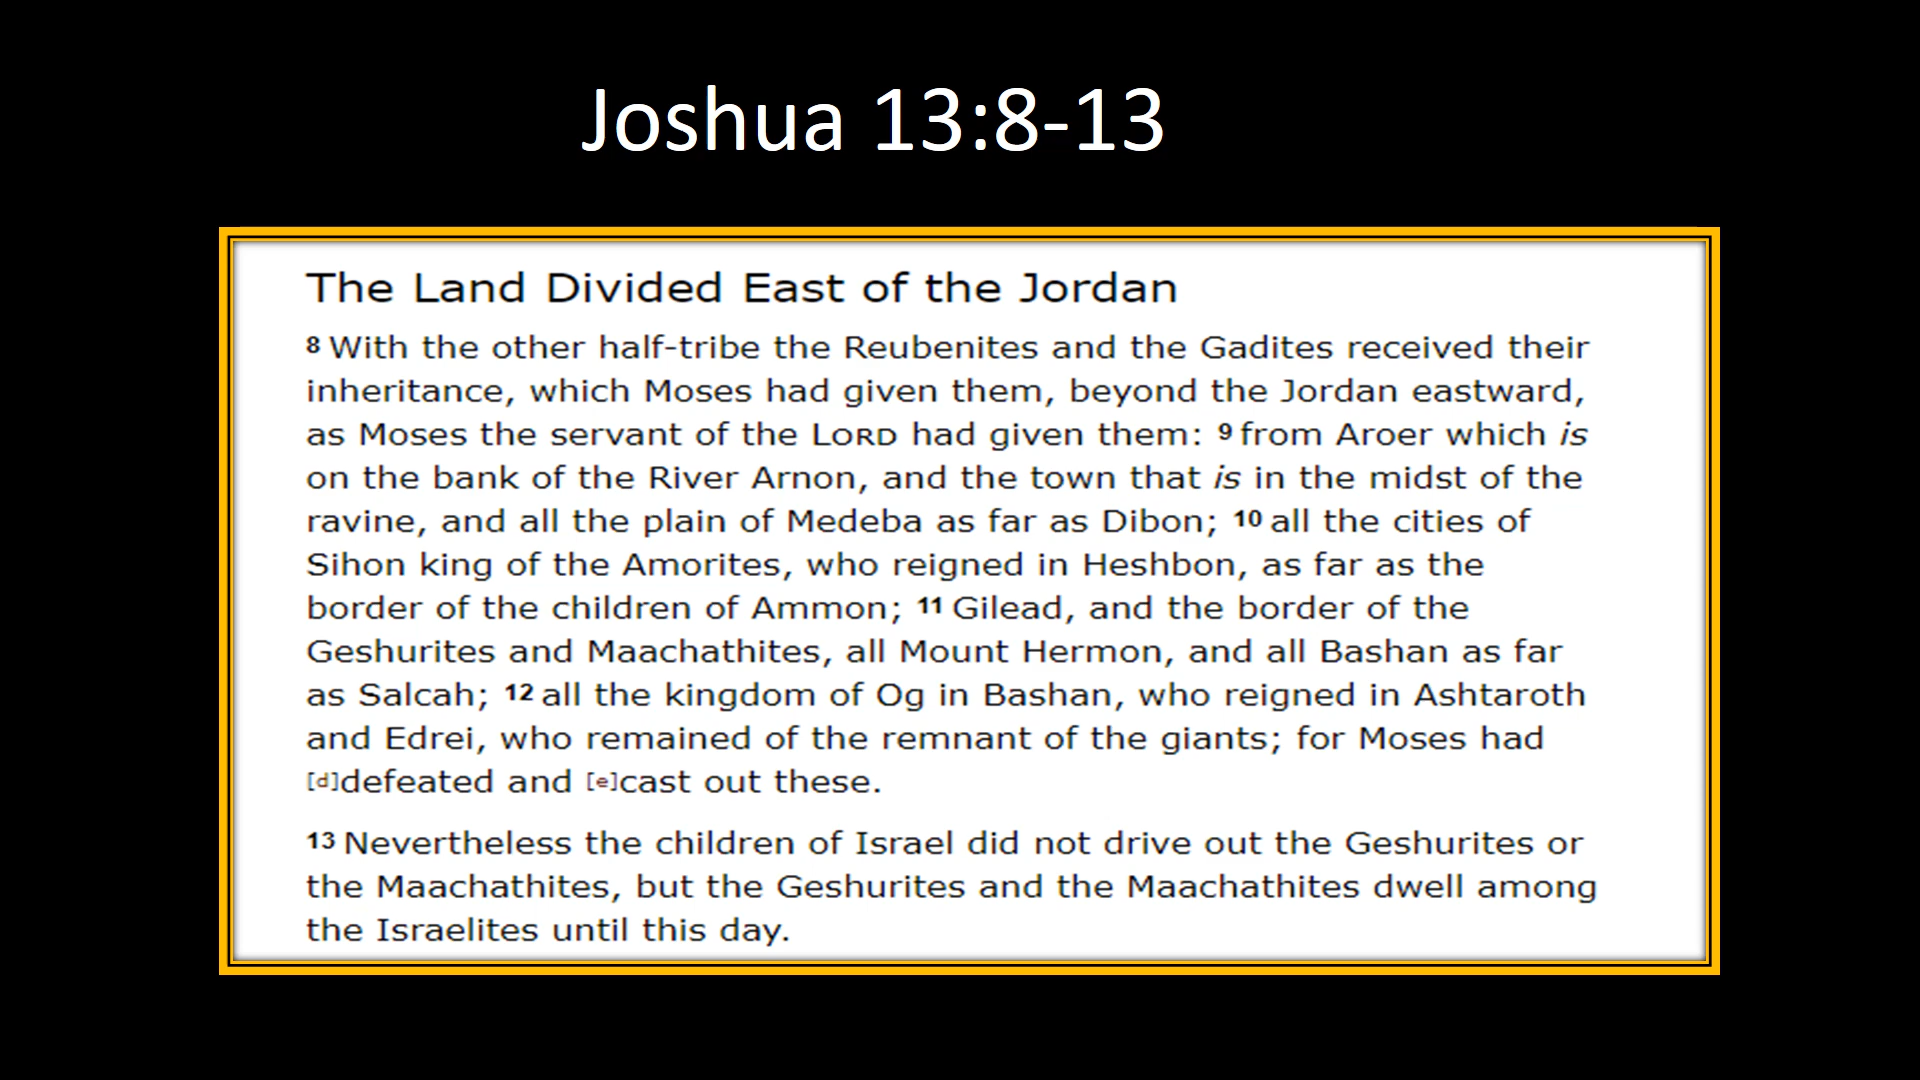 Joshua 13:8-13
The Land Divided East of the Jordan
8 With the other half-tribe the Reubenites and the Gadites received their
inheritance, which Moses had given them, beyond the Jordan eastward,
as Moses the servant of the LORD had given them: 9 from Aroer which is
on the bank of the River Arnon, and the town that is in the midst of the
ravine, and all the plain of Medeba as far as Dibon; 10 all the cities of
Sihon king of the Amorites, who reigned in Heshbon, as far as the
border of the children of Ammon; 11 Gilead, and the border of the
Geshurites and Maachathites, all Mount Hermon, and all Bashan as far
as Salcah; 12 all the kingdom of Og in Bashan, who reigned in Ashtaroth
and Edrei, who remained of the remnant of the giants; for Moses had
[d]defeated and [e]cast out these.
13 Nevertheless the children of Israel did not drive out the Geshurites or
the Maachathites, but the Geshurites and the Maachathites dwell among
the Israelites until this day.